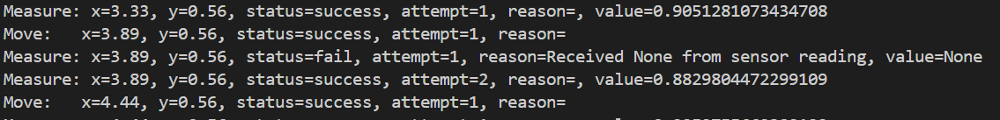 Measure: x=3.33, y=0.56, status=success, attempt=1, reason=, value=0.9051281073434708
Move:   x=3.89, y=0.56, status=success, attempt=1, reason=
Measure: x=3.89, y=0.56, status=fail, attempt=1, reason=Received None from sensor reading, value=None
Measure: x=3.89, y=0.56, status=success, attempt=2, reason=, value=0.8829804472299109
Move:   x=4.44, y=0.56, status=success, attempt=1, reason=